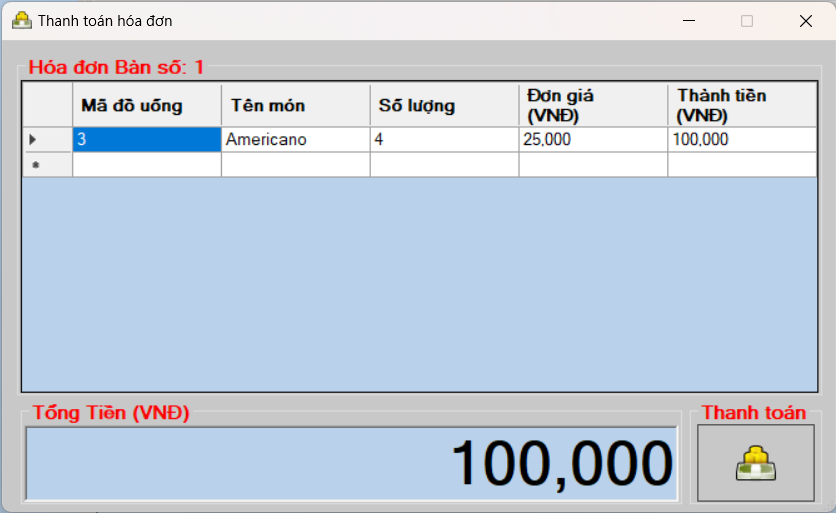 Thanh toán hóa đơn
Hóa đơn Bàn số: 1
Mã đồ uống Tên món Số lượng Đơn giá (VNĐ) Thành tiền (VNĐ)
3 Americano 4 25,000 100,000
Tổng Tiền (VNĐ) Thanh toán
100,000